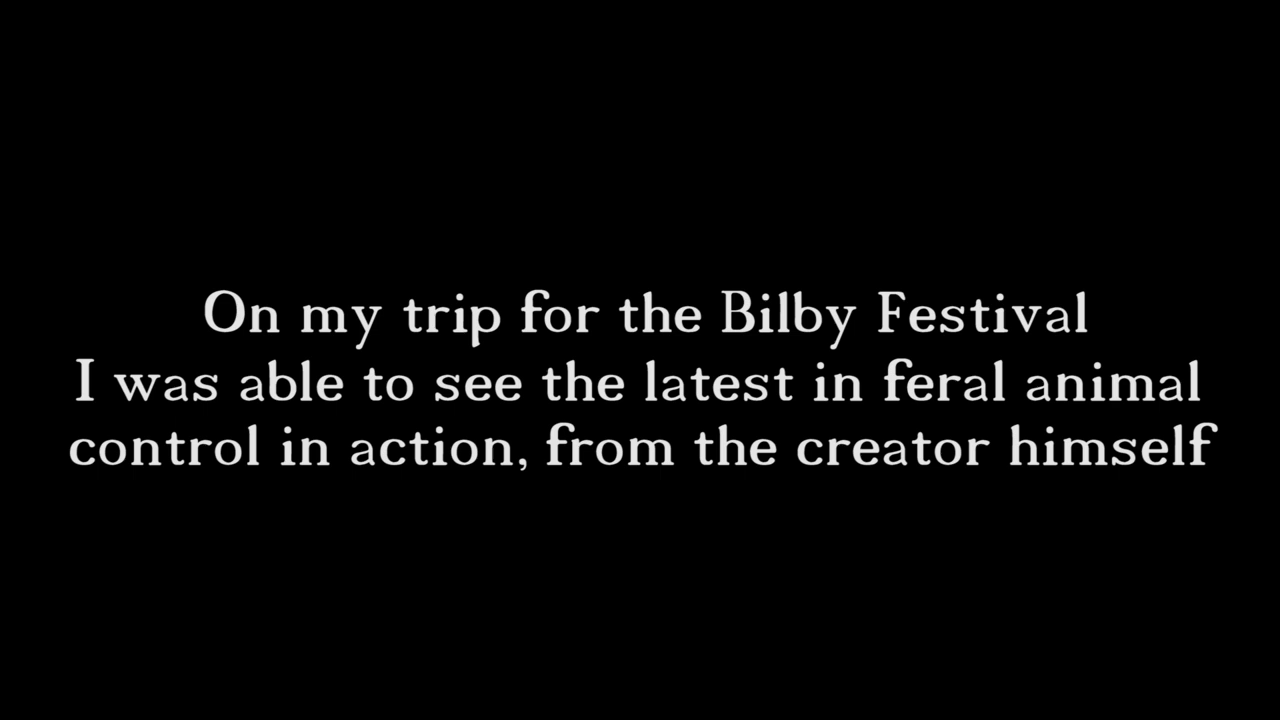 On my trip for the Bilby Festival
I was able to see the latest in feral animal
control in action, from the creator himself